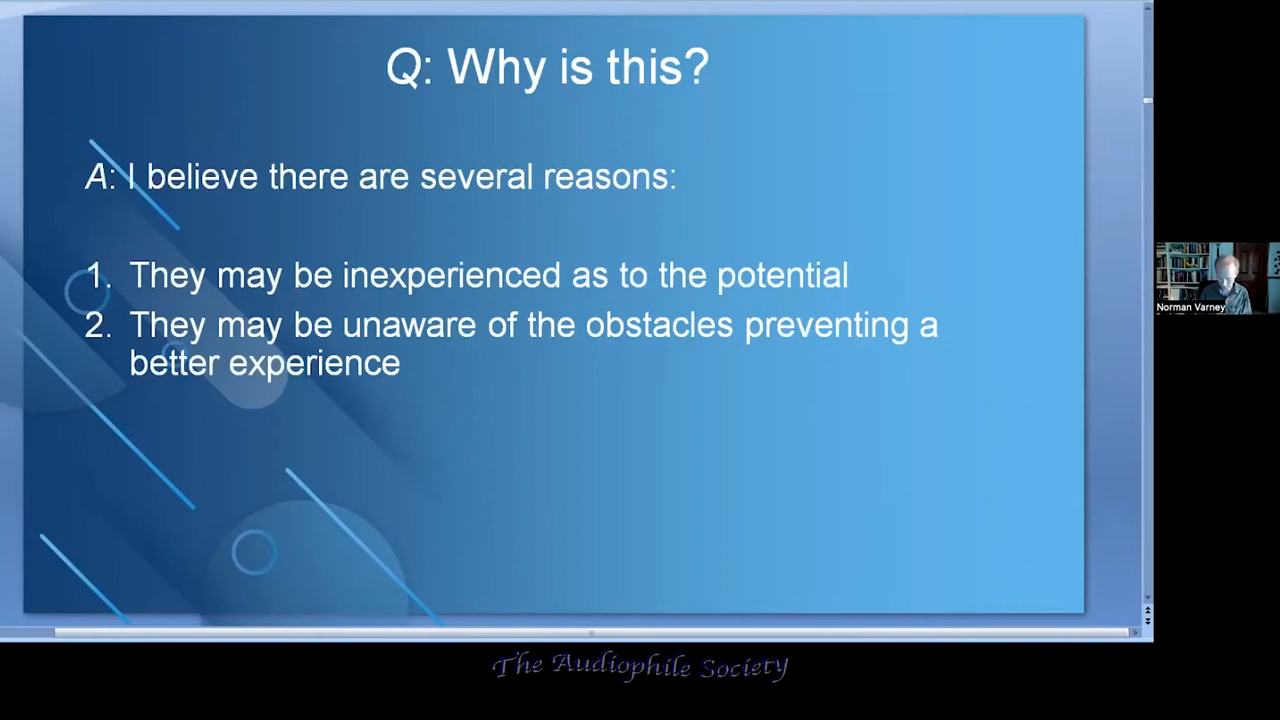 Q: Why is this?
A: I believe there are several reasons:
1. They may be inexperienced as to the potential
2. They may be unaware of the obstacles preventing a
better experience
Norman Varney
The Audiophile Society